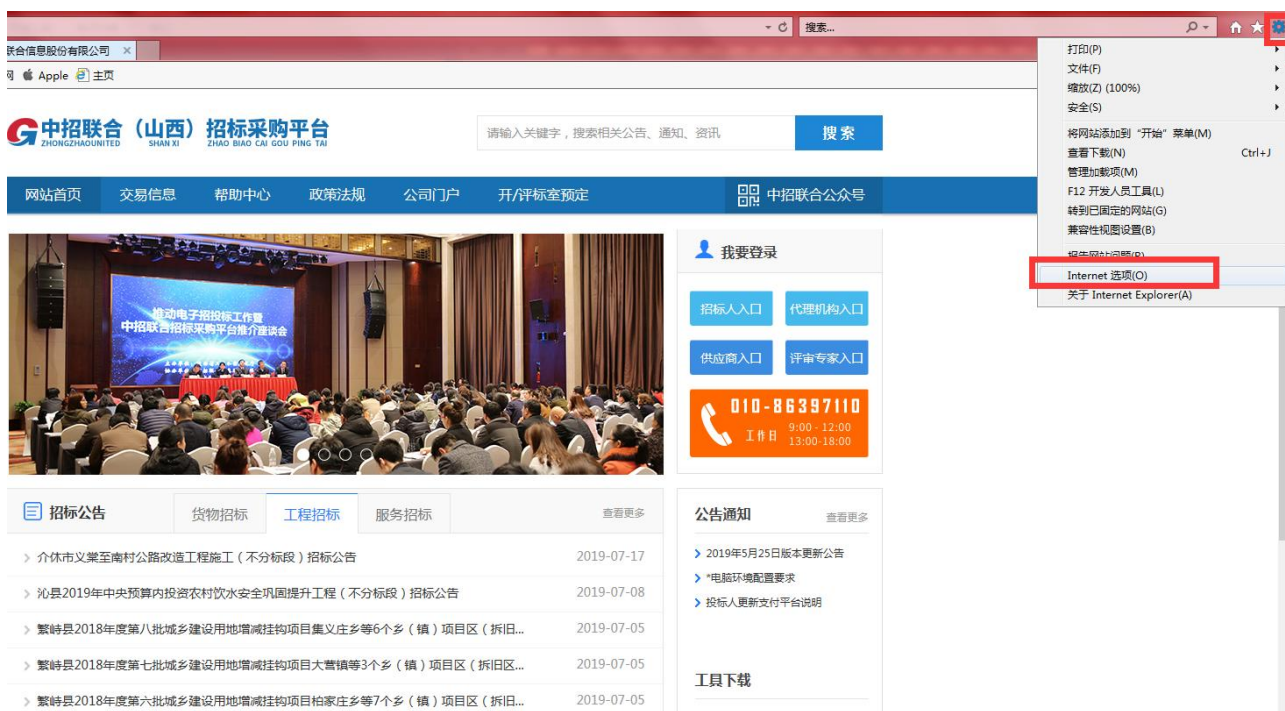 搜索...
联合信息股份有限公司
打印(P)
Apple 主页
文件(F)
缩放(Z) (100%)
安全(S)
将网站添加到“开始”菜单(M)
查看下载(N) Ctrl+J
管理加载项(M)
F12 开发人员工具(L)
转到已固定的网站(G)
兼容性视图设置(B)
报告网站问题(R)
Internet 选项(O)
关于 Internet Explorer(A)
中招联合（山西）招标采购平台
ZHONGZHAOUNITED SHAN XI ZHAO BIAO CAI GOU PING TAI
请输入关键字，搜索相关公告、通知、资讯 搜 索
网站首页 交易信息 帮助中心 政策法规 公司门户 开/评标室预定 中招联合公众号
推动电子招投标工作暨
中招联合招标采购平台推介座谈会
我要登录
招标人入口 代理机构入口
供应商入口 评审专家入口
010-86397110
工作日 9:00 - 12:00
13:00-18:00
招标公告 货物招标 工程招标 服务招标 查看更多
介休市义棠至南村公路改造工程施工（不分标段）招标公告 2019-07-17
沁县2019年中央预算内投资农村饮水安全巩固提升工程（不分标段）招标公告 2019-07-08
繁峙县2018年度第八批城乡建设用地增减挂钩项目集义庄乡等6个乡（镇）项目区（拆旧... 2019-07-05
繁峙县2018年度第七批城乡建设用地增减挂钩项目大营镇等3个乡（镇）项目区（拆旧区... 2019-07-05
繁峙县2018年度第六批城乡建设用地增减挂钩项目柏家庄乡等7个乡（镇）项目区（拆旧... 2019-07-05
公告通知 查看更多
2019年5月25日版本更新公告
*电脑环境配置要求
投标人更新支付平台说明
工具下载